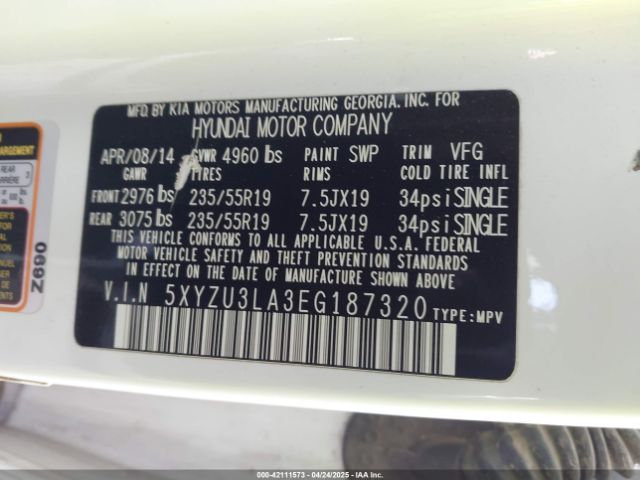 MFD. BY KIA MOTORS MANUFACTURING GEORGIA. INC. FOR
HYUNDAI MOTOR COMPANY
APR/08/14 GVWR 4960 lbs PAINT SWP TRIM VFG
GAWR TYRES RIMS COLD TIRE INFL
FRONT 2976 lbs 235/55R19 7.5JX19 34psi SINGLE
REAR 3075 lbs 235/55R19 7.5JX19 34psi SINGLE
THIS VEHICLE CONFORMS TO ALL APPLICABLE U.S.A. FEDERAL
MOTOR VEHICLE SAFETY, BUMPER, AND THEFT PREVENTION STANDARDS
IN EFFECT ON THE DATE OF MANUFACTURE SHOWN ABOVE.
V.I.N 5XYZU3LA3EG187320 TYPE: MPV
REAR
Z690
000-42111573 - 04/24/2025 - IAA Inc.